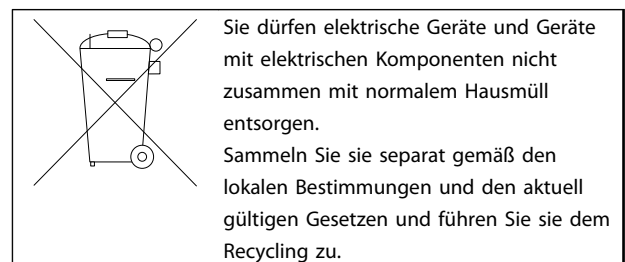 Sie dürfen elektrische Geräte und Geräte
mit elektrischen Komponenten nicht
zusammen mit normalem Hausmüll
entsorgen.
Sammeln Sie sie separat gemäß den
lokalen Bestimmungen und den aktuell
gültigen Gesetzen und führen Sie sie dem
Recycling zu.